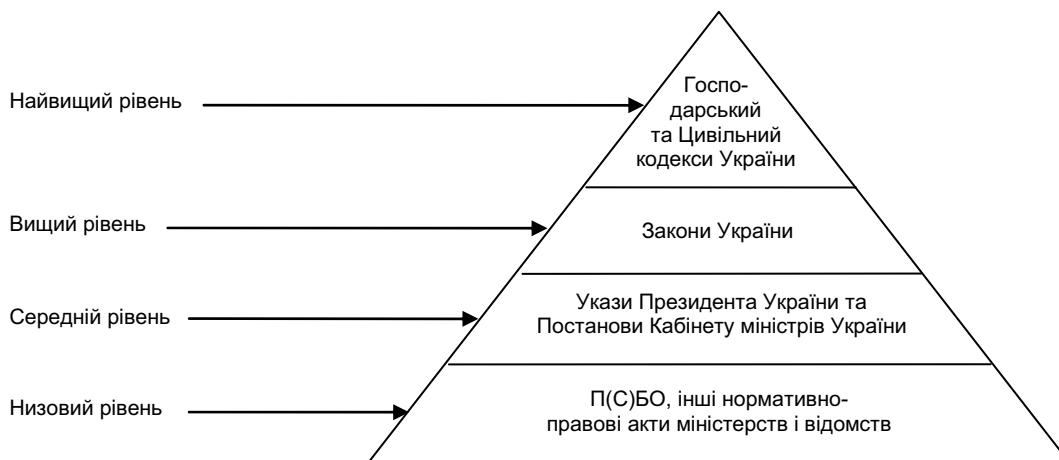 Найвищий рівень
Госпо-
дарський
та Цивільний
кодекси України
Вищий рівень
Закони України
Середній рівень
Укази Президента України та
Постанови Кабінету міністрів України
Низовий рівень
П(С)БО, інші нормативно-
правові акти міністерств і відомств